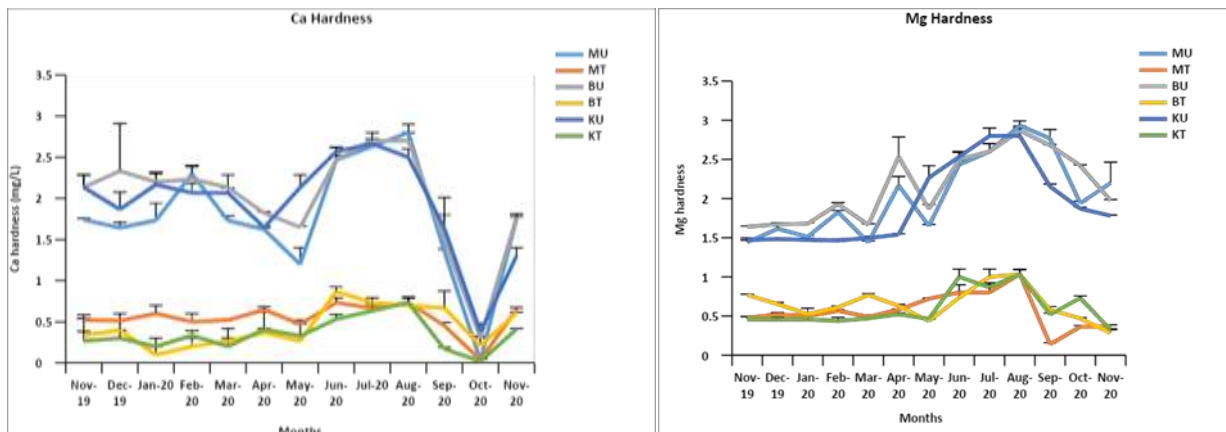 Ca Hardness
MU
MT
BU
BT
KU
KT
Ca hardness (mg/L)
3.5
3
2.5
2
1.5
1
0.5
0
Nov- Dec- Jan-20 Feb- Mar- Apr- May- Jun- Jul-20 Aug- Sep- Oct- Nov-
19 19 20 20 20 20 20 20 20 20 20
Months
Mg Hardness
MU
MT
BU
BT
KU
KT
Mg hardness
3.5
3
2.5
2
1.5
1
0.5
0
Nov- Dec- Jan- Feb- Mar- Apr- May- Jun- Jul- Aug- Sep- Oct- Nov-
19 19 20 20 20 20 20 20 20 20 20 20 20
Months